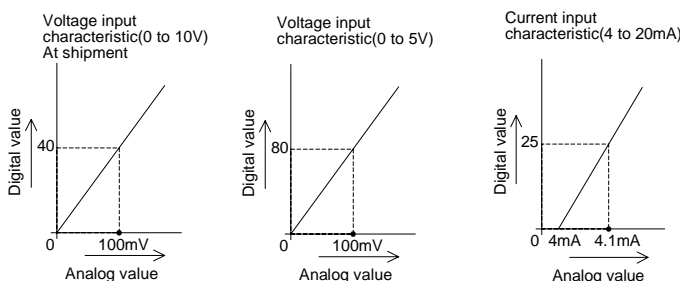 Voltage input
characteristic(0 to 10V)
At shipment
Digital value
40
0
100mV
Analog value
Voltage input
characteristic(0 to 5V)
Digital value
80
0
100mV
Analog value
Current input
characteristic(4 to 20mA)
Digital value
25
0
4mA
4.1mA
Analog value